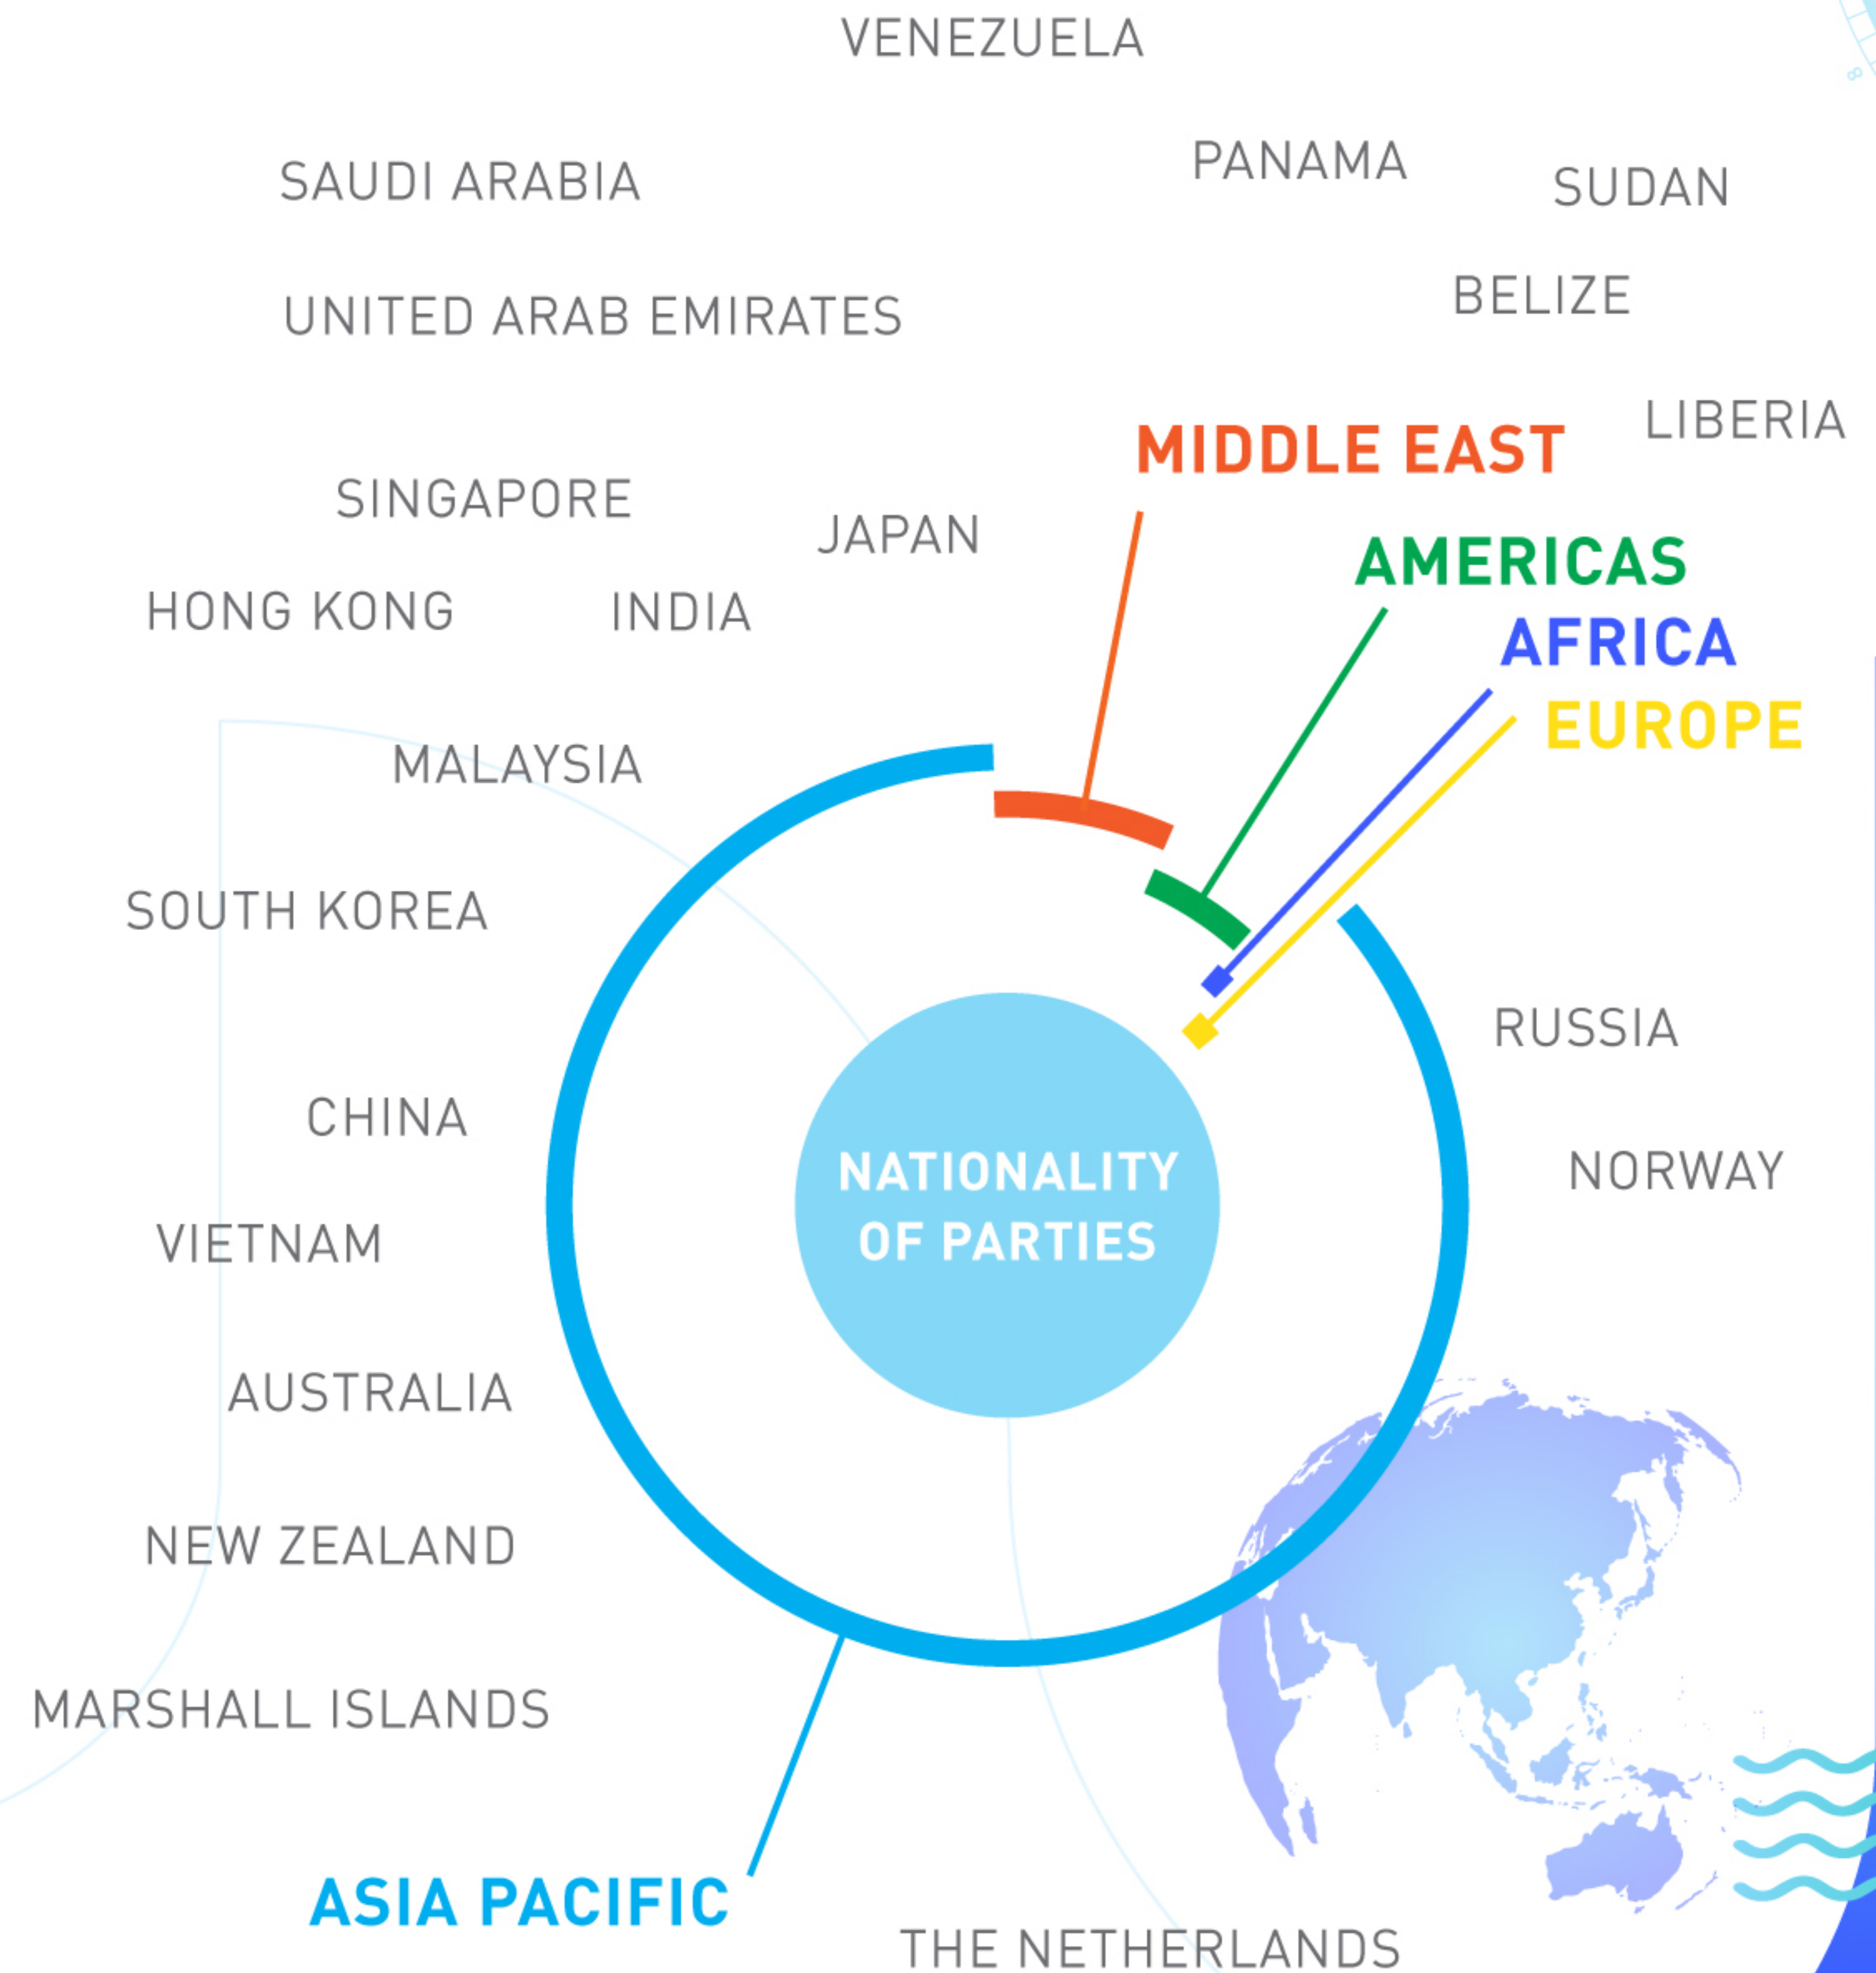 VENEZUELA
PANAMA
SAUDI ARABIA
SUDAN
BELIZE
UNITED ARAB EMIRATES
LIBERIA
MIDDLE EAST
SINGAPORE
JAPAN
AMERICAS
HONG KONG
INDIA
AFRICA
EUROPE
MALAYSIA
SOUTH KOREA
RUSSIA
CHINA
NATIONALITY
OF PARTIES
NORWAY
VIETNAM
AUSTRALIA
NEW ZEALAND
MARSHALL ISLANDS
ASIA PACIFIC
THE NETHERLANDS
8